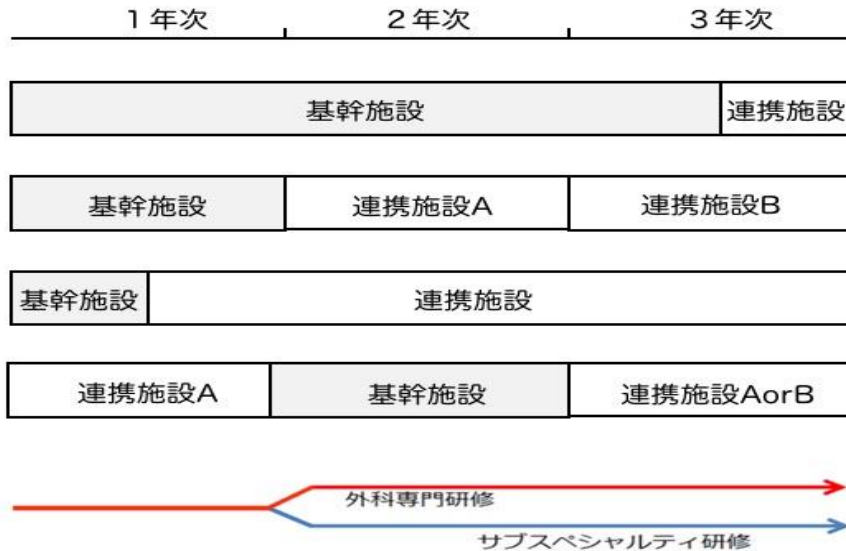 1年次 2年次 3年次
基幹施設 連携施設
基幹施設 連携施設A 連携施設B
基幹施設 連携施設
連携施設A 基幹施設 連携施設AorB
外科専門研修
サブスペシャルティ研修